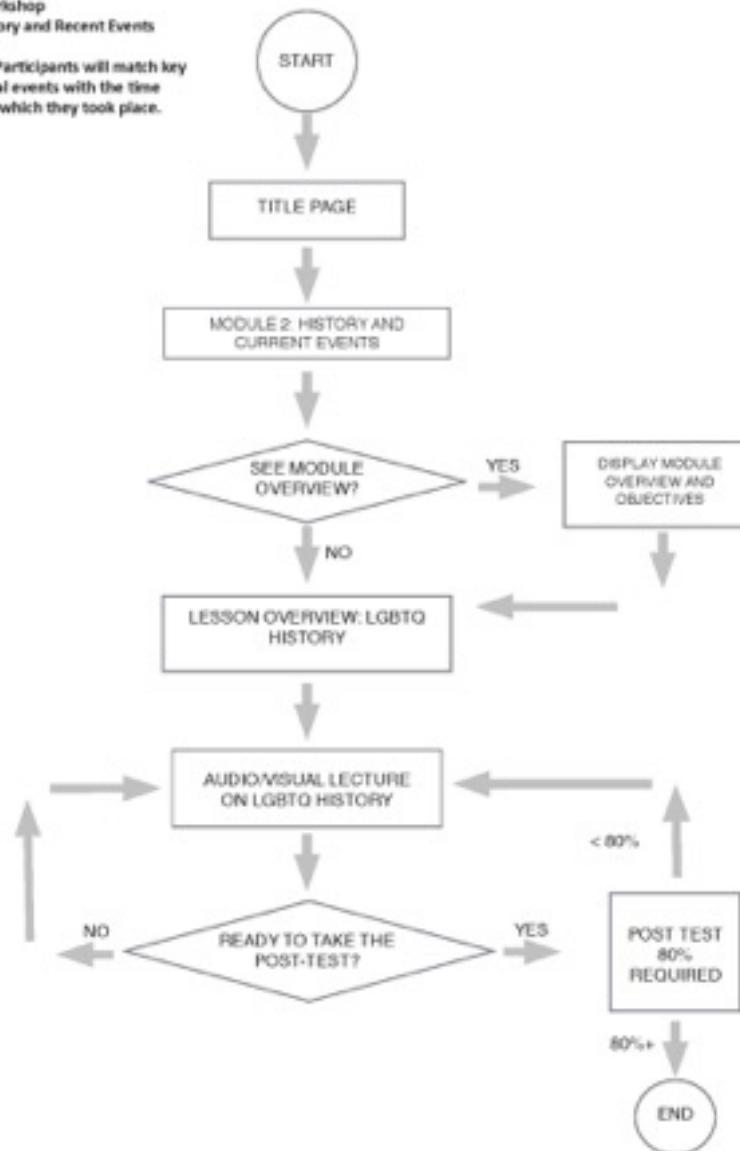 rkshop
ory and Recent Events
Participants will match key
al events with the time
which they took place.
START
TITLE PAGE
MODULE 2: HISTORY AND
CURRENT EVENTS
SEE MODULE
OVERVIEW?
YES
DISPLAY MODULE
OVERVIEW AND
OBJECTIVES
NO
LESSON OVERVIEW: LGBTQ
HISTORY
AUDIO/VISUAL LECTURE
ON LGBTQ HISTORY
< 80%
NO
READY TO TAKE THE
POST-TEST?
YES
POST TEST
80%
REQUIRED
80%+
END